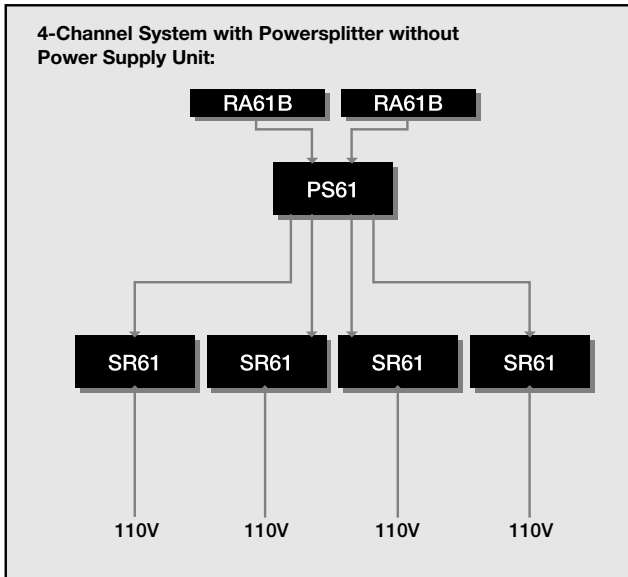 4-Channel System with Powersplitter without
Power Supply Unit:
RA61B RA61B
PS61
SR61 SR61 SR61 SR61
110V 110V 110V 110V